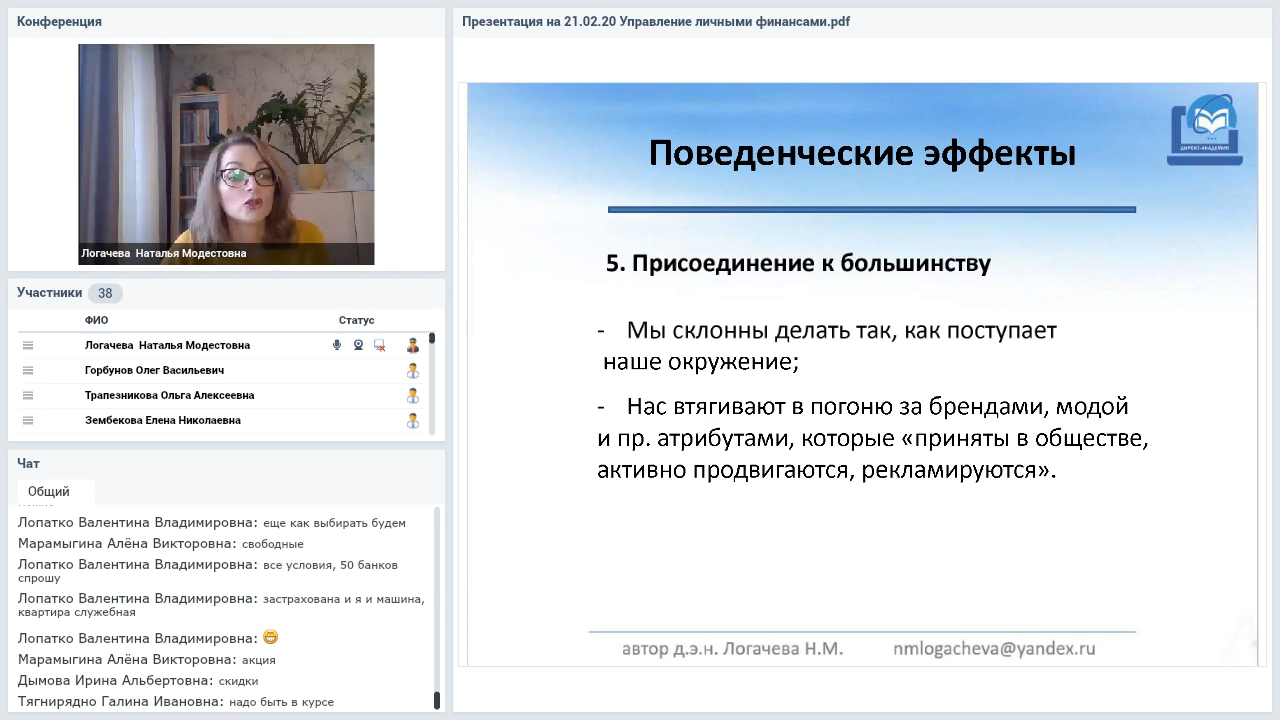 Конференция
Логачева  Наталья Модестовна
Участники 38
ФИО Статус
Логачева  Наталья Модестовна
Горбунов Олег Васильевич
Трапезникова Ольга Алексеевна
Зембекова Елена Николаевна
Чат
Общий
Лопатко Валентина Владимировна: еще как выбирать будем
Марамыгина Алёна Викторовна: свободные
Лопатко Валентина Владимировна: все условия, 50 банков
спрошу
Лопатко Валентина Владимировна: застрахована и я и машина,
квартира служебная
Лопатко Валентина Владимировна: 😁
Марамыгина Алёна Викторовна: акция
Дымова Ирина Альбертовна: скидки
Тягнирядно Галина Ивановна: надо быть в курсе
Презентация на 21.02.20 Управление личными финансами.pdf
ДИРЕКТ-АКАДЕМИЯ
Поведенческие эффекты
5. Присоединение к большинству
- Мы склонны делать так, как поступает
наше окружение;
- Нас втягивают в погоню за брендами, модой
и пр. атрибутами, которые «приняты в обществе,
активно продвигаются, рекламируются».
автор д.э.н. Логачева Н.М. nmlogacheva@yandex.ru